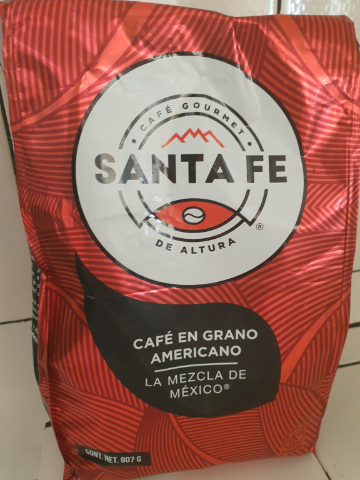 CAFÉ GOURMET
SANTA FE
®
DE ALTURA
CAFÉ EN GRANO
AMERICANO
LA MEZCLA DE
MÉXICO®
CONT. NET. 907 G